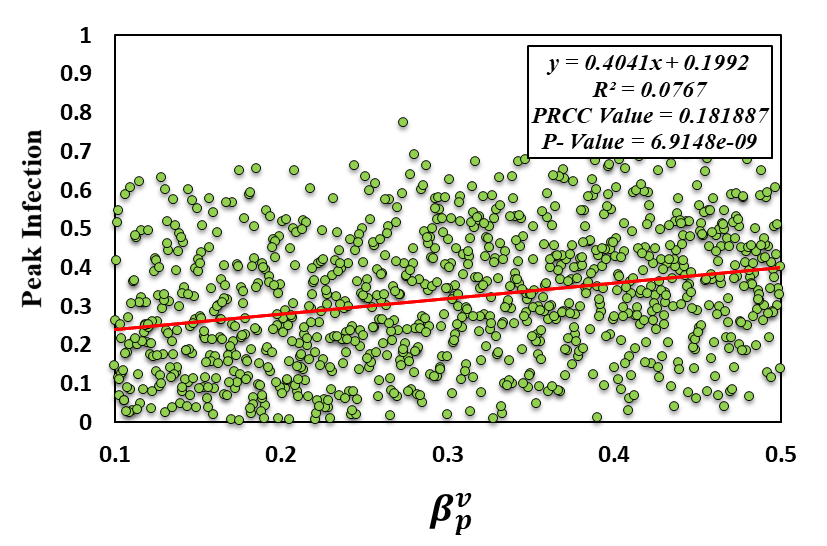 1
0.9
0.8
0.7
0.6
0.5
0.4
0.3
0.2
0.1
0
Peak Infection
y = 0.4041x + 0.1992
R² = 0.0767
PRCC Value = 0.181887
P- Value = 6.9148e-09
0.1 0.2 0.3 0.4 0.5
β_p^v